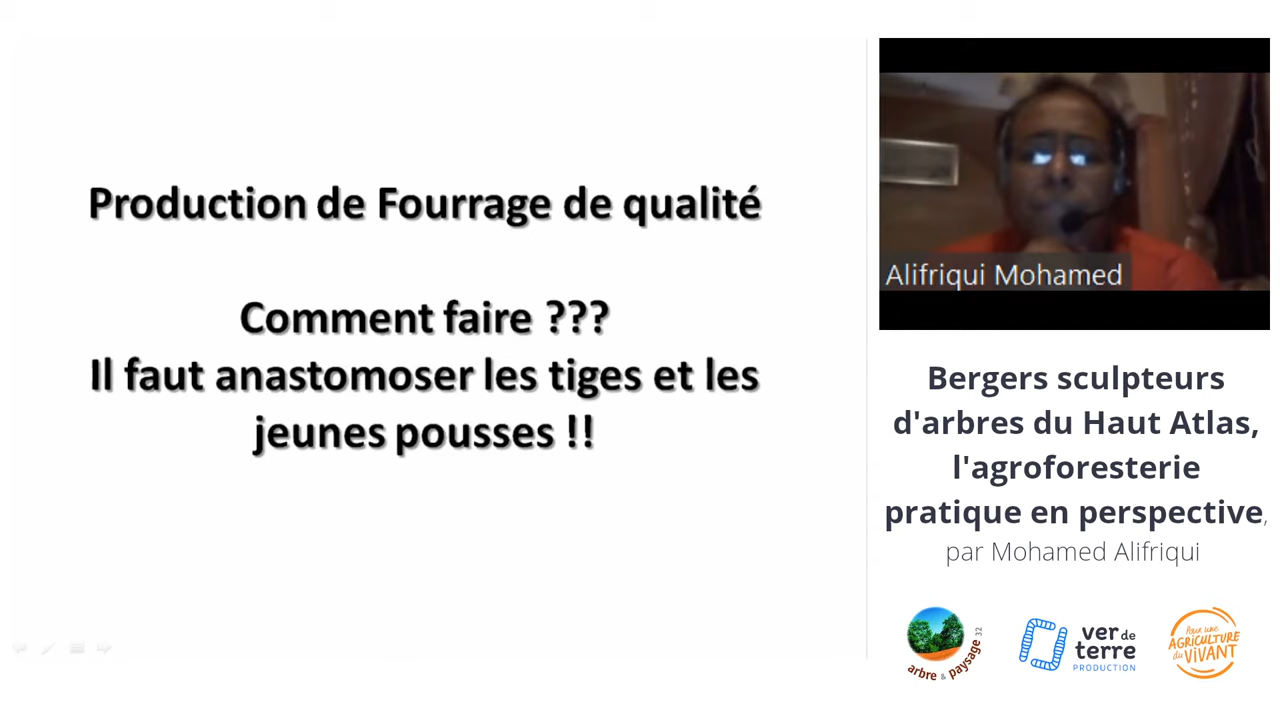 Production de Fourrage de qualité
Comment faire ???
Il faut anastomoser les tiges et les
jeunes pousses !!
Alifriqui Mohamed
Bergers sculpteurs
d'arbres du Haut Atlas,
l'agroforesterie
pratique en perspective,
par Mohamed Alifriqui
arbre & paysage 32
ver de
terre
PRODUCTION
Pour une
AGRICULTURE
du VIVANT